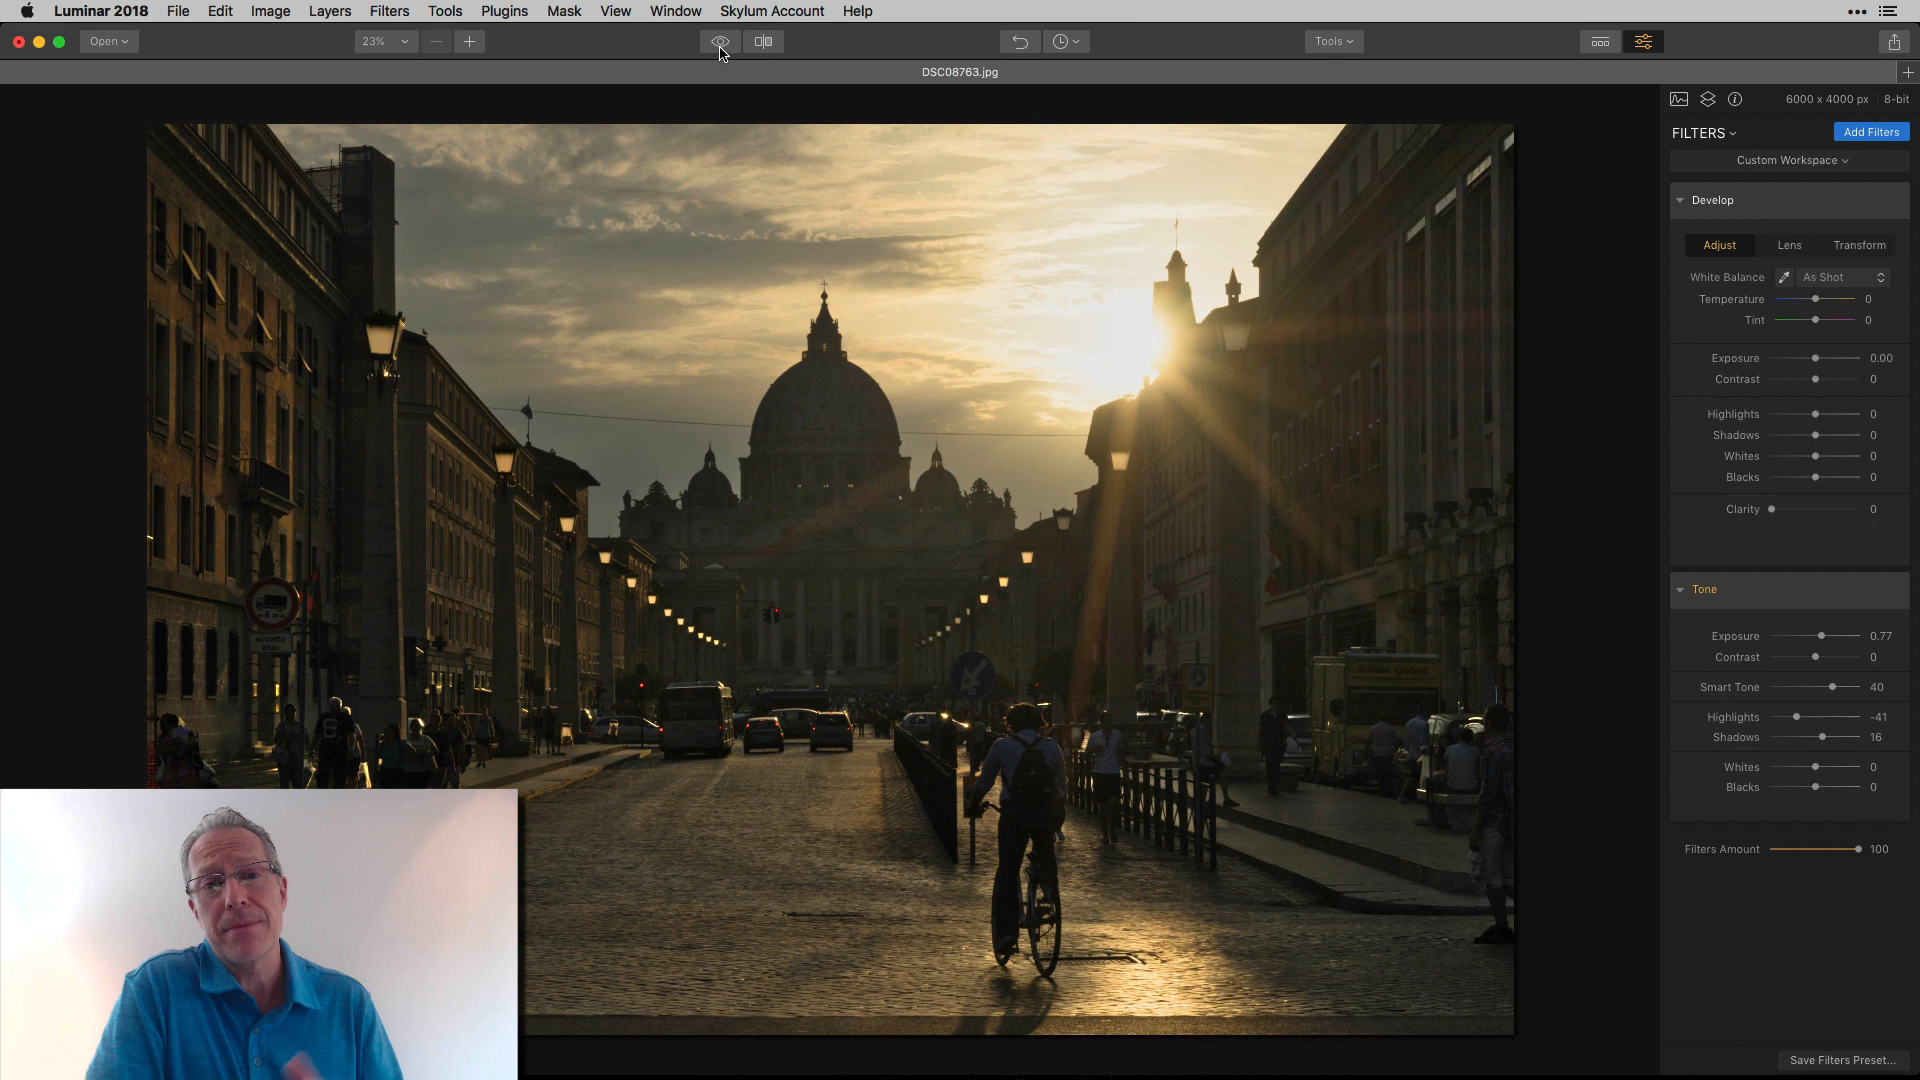 Luminar 2018 File Edit Image Layers Filters Tools Plugins Mask View Window Skylum Account Help
Open 23% Tools
DSC08763.jpg
6000 x 4000 px 8-bit
FILTERS Add Filters
Custom Workspace
Develop
Adjust Lens Transform
White Balance As Shot
Temperature 0
Tint 0
Exposure 0.00
Contrast 0
Highlights 0
Shadows 0
Whites 0
Blacks 0
Clarity 0
Tone
eccetto
Exposure 0.77
Contrast 0
Smart Tone 40
Highlights -41
Shadows 16
Whites 0
Blacks 0
Filters Amount 100
Save Filters Preset...